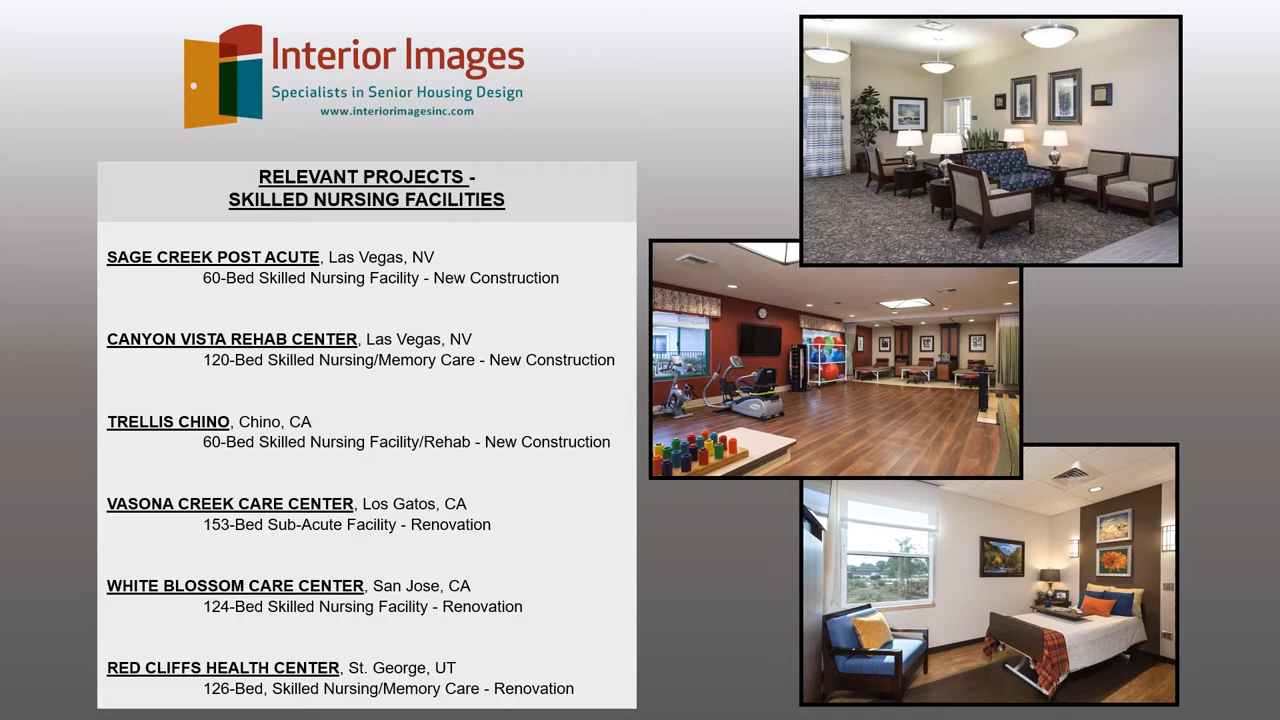 Interior Images
Specialists in Senior Housing Design
www.interiorimagesinc.com
RELEVANT PROJECTS -
SKILLED NURSING FACILITIES
SAGE CREEK POST ACUTE, Las Vegas, NV
60-Bed Skilled Nursing Facility - New Construction
CANYON VISTA REHAB CENTER, Las Vegas, NV
120-Bed Skilled Nursing/Memory Care - New Construction
TRELLIS CHINO, Chino, CA
60-Bed Skilled Nursing Facility/Rehab - New Construction
VASONA CREEK CARE CENTER, Los Gatos, CA
153-Bed Sub-Acute Facility - Renovation
WHITE BLOSSOM CARE CENTER, San Jose, CA
124-Bed Skilled Nursing Facility - Renovation
RED CLIFFS HEALTH CENTER, St. George, UT
126-Bed, Skilled Nursing/Memory Care - Renovation